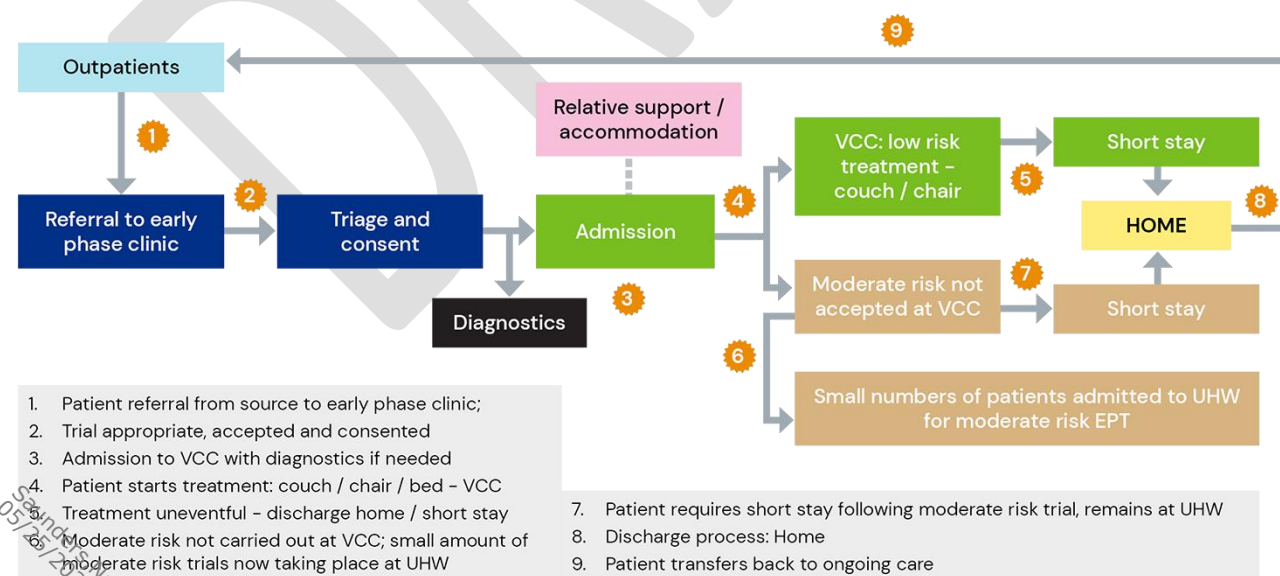 9
Outpatients
Relative support /
accommodation
1
VCC: low risk
treatment –
couch / chair
Short stay
5
2
4
8
Referral to early
phase clinic
Triage and
consent
Admission
HOME
7
Moderate risk not
accepted at VCC
Short stay
3
Diagnostics
6
Small numbers of patients admitted to UHW
for moderate risk EPT
1. Patient referral from source to early phase clinic;
2. Trial appropriate, accepted and consented
3. Admission to VCC with diagnostics if needed
4. Patient starts treatment: couch / chair / bed – VCC
5. Treatment uneventful – discharge home / short stay
6. Moderate risk not carried out at VCC; small amount of
moderate risk trials now taking place at UHW
7. Patient requires short stay following moderate risk trial, remains at UHW
8. Discharge process: Home
9. Patient transfers back to ongoing care